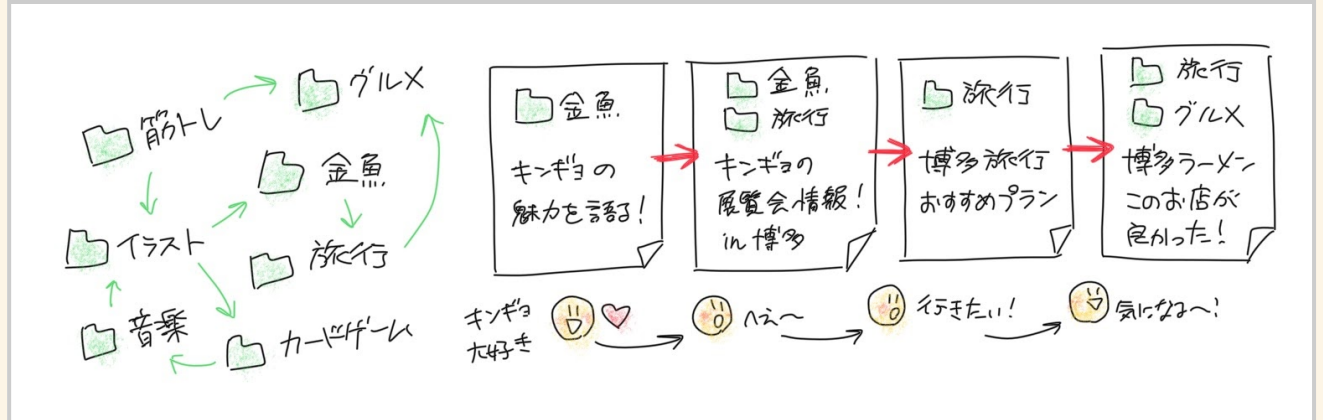 グルメ
筋トレ
金魚
イラスト
旅行
音楽
カードゲーム
金魚
キンギョの
魅力を語る！
金魚
旅行
キンギョの
展覧会情報！
in 博多
旅行
博多旅行
おすすめプラン
旅行
グルメ
博多ラーメン
このお店が
良かった！
キンギョ
大好き
へぇ〜
行きたい！
気になる〜！